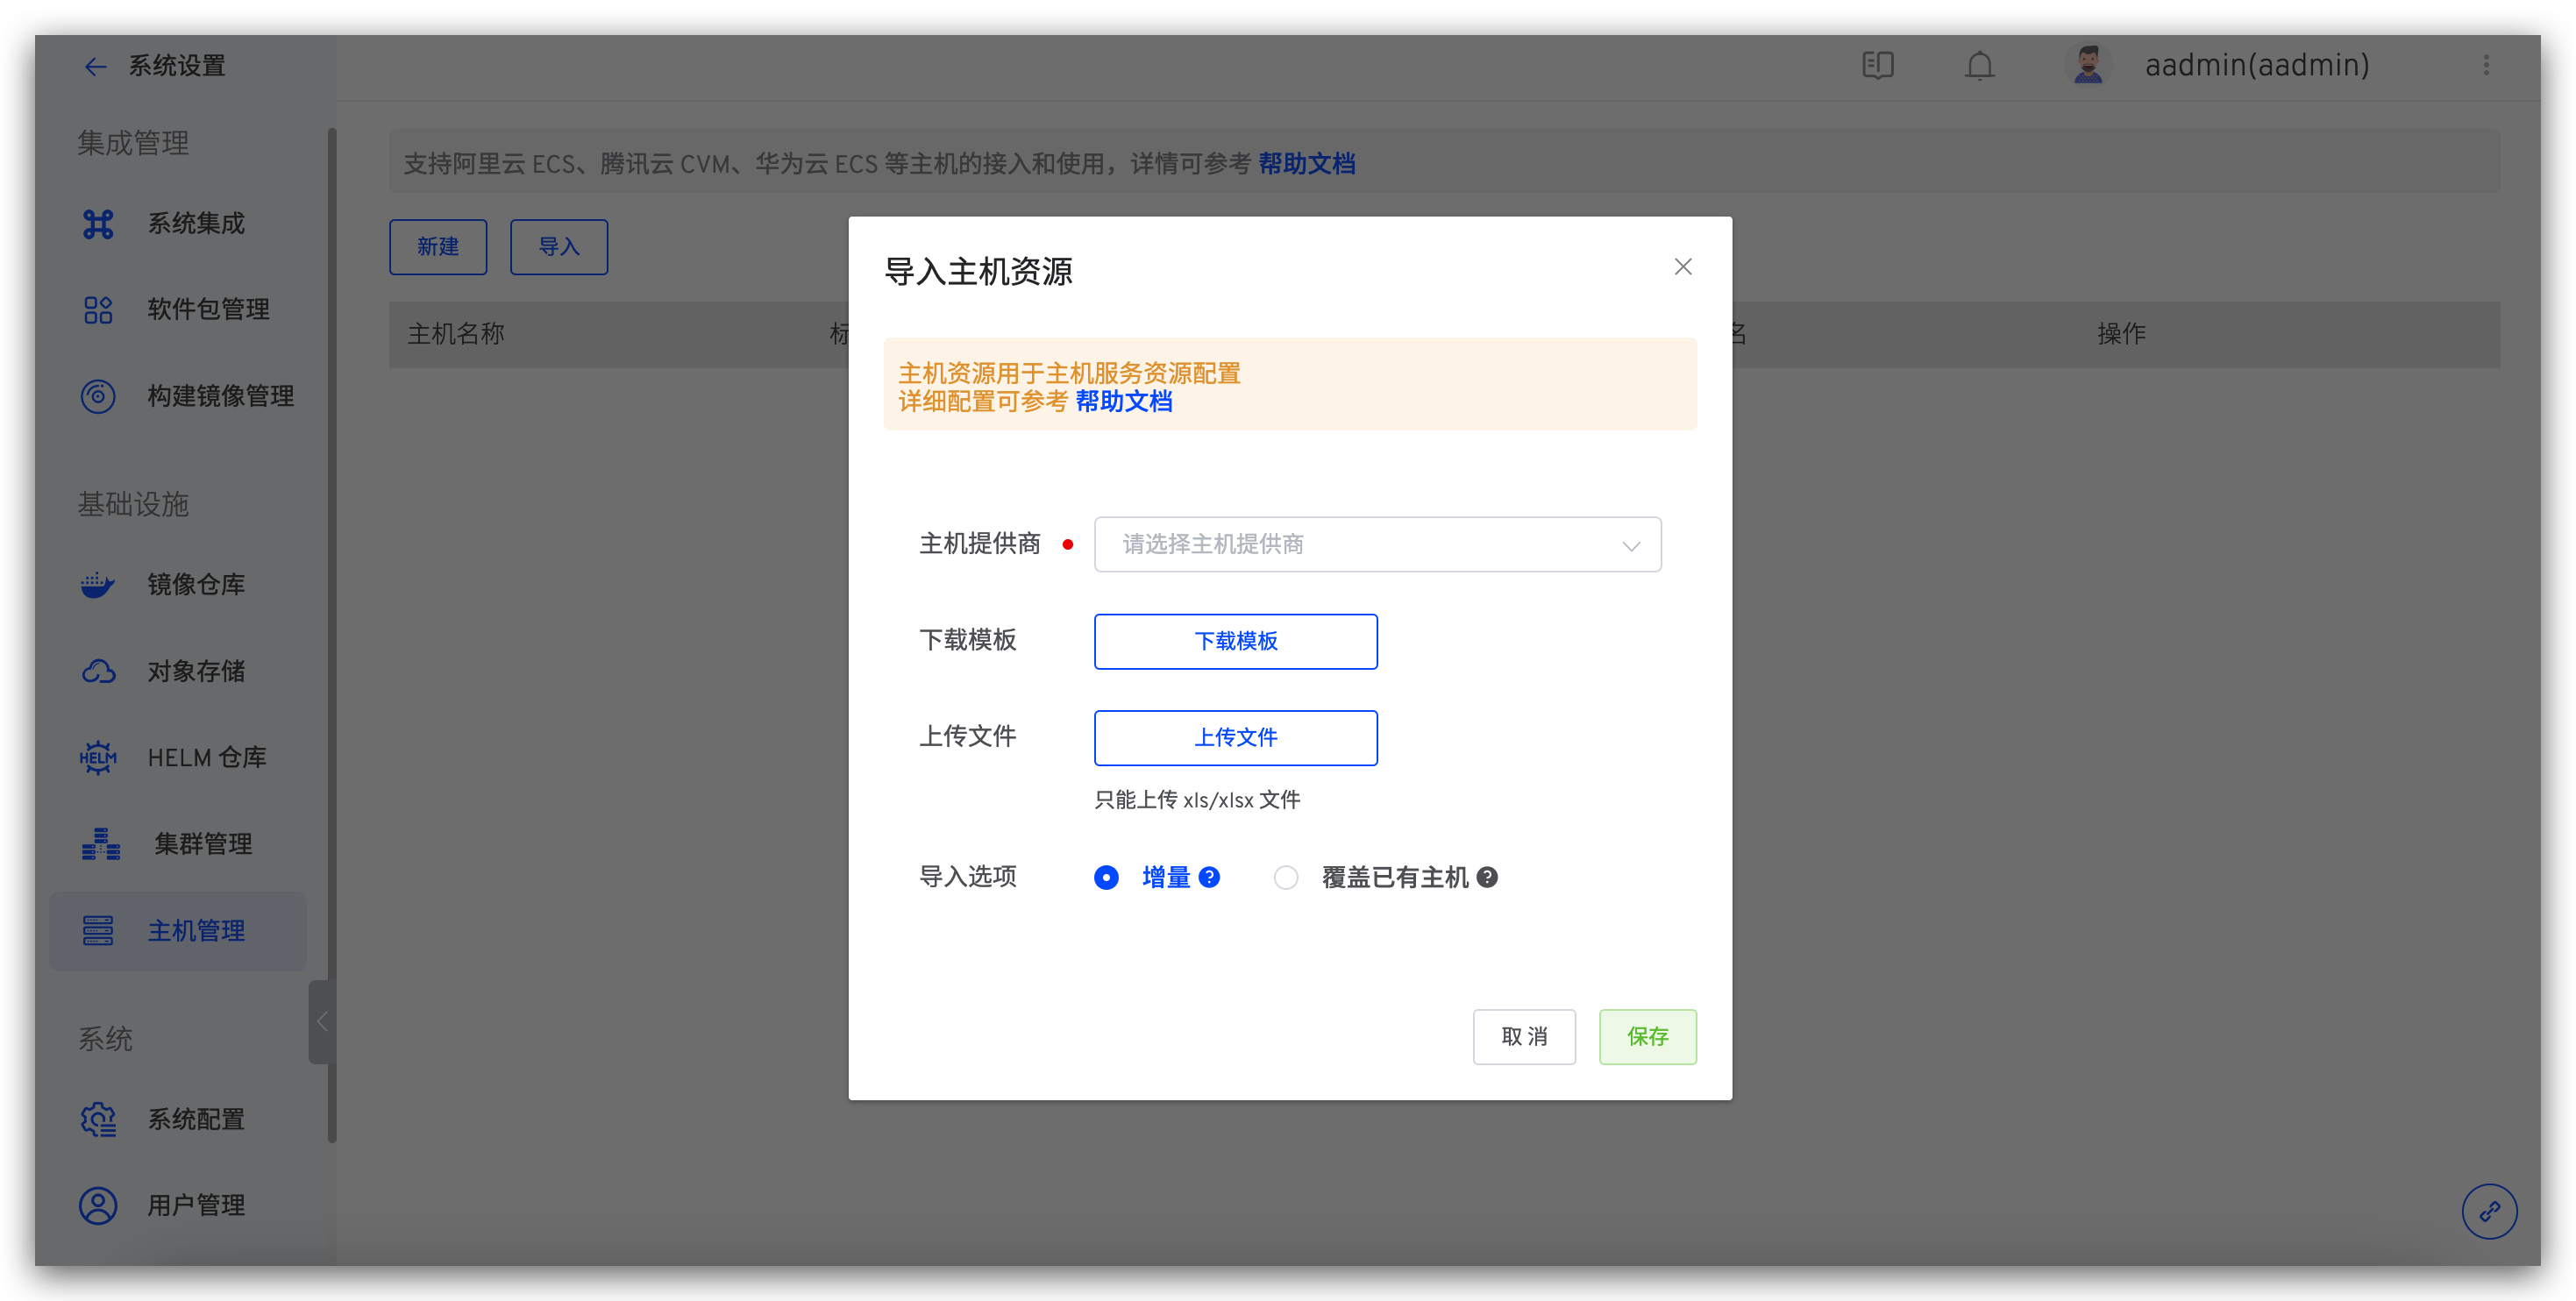 系统设置
aadmin(aadmin)
集成管理
系统集成
软件包管理
构建镜像管理
基础设施
镜像仓库
对象存储
HELM 仓库
集群管理
主机管理
系统
系统配置
用户管理
支持阿里云 ECS、腾讯云 CVM、华为云 ECS 等主机的接入和使用，详情可参考 帮助文档
新建 导入
主机名称 标 名 操作
导入主机资源
主机资源用于主机服务资源配置
详细配置可参考 帮助文档
主机提供商 请选择主机提供商
下载模板 下载模板
上传文件 上传文件
只能上传 xls/xlsx 文件
导入选项 增量 ? 覆盖已有主机 ?
取消 保存